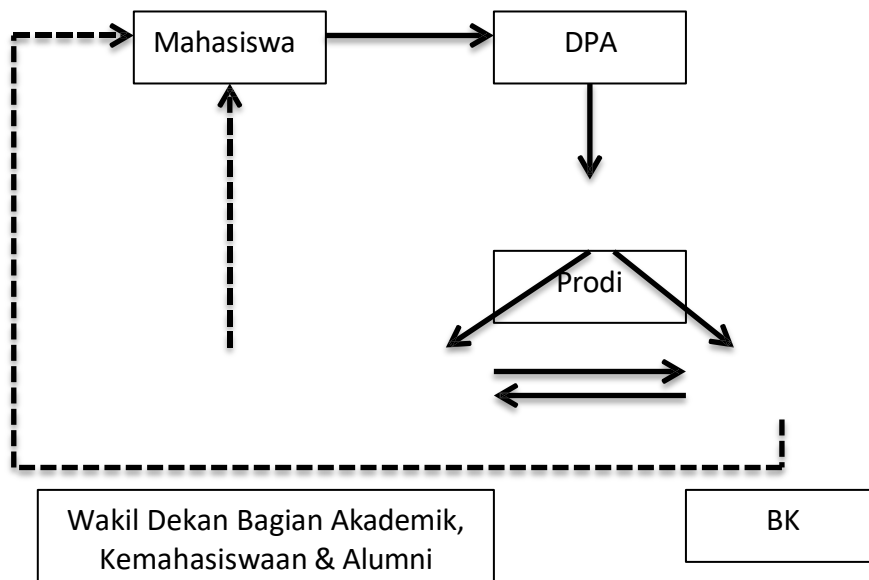 Mahasiswa
DPA
Prodi
Wakil Dekan Bagian Akademik,
Kemahasiswaan & Alumni
BK